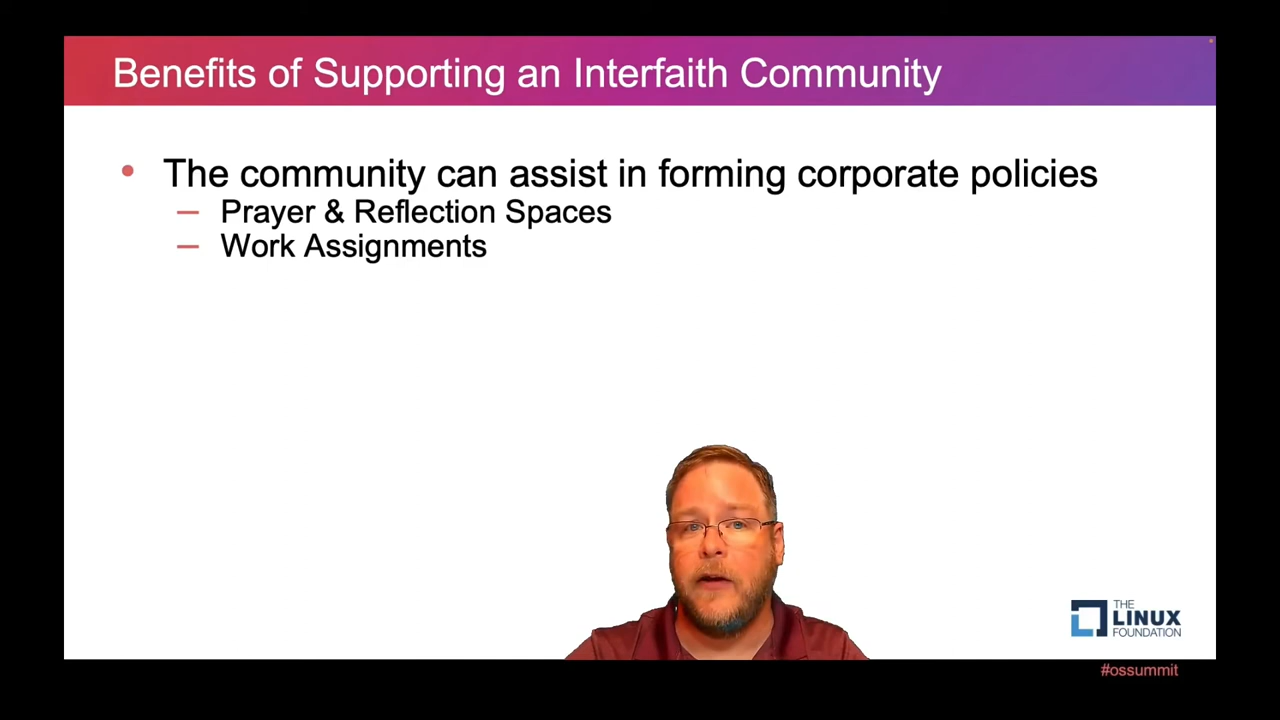 Benefits of Supporting an Interfaith Community
• The community can assist in forming corporate policies
– Prayer & Reflection Spaces
– Work Assignments
THE
LINUX
FOUNDATION
#ossummit